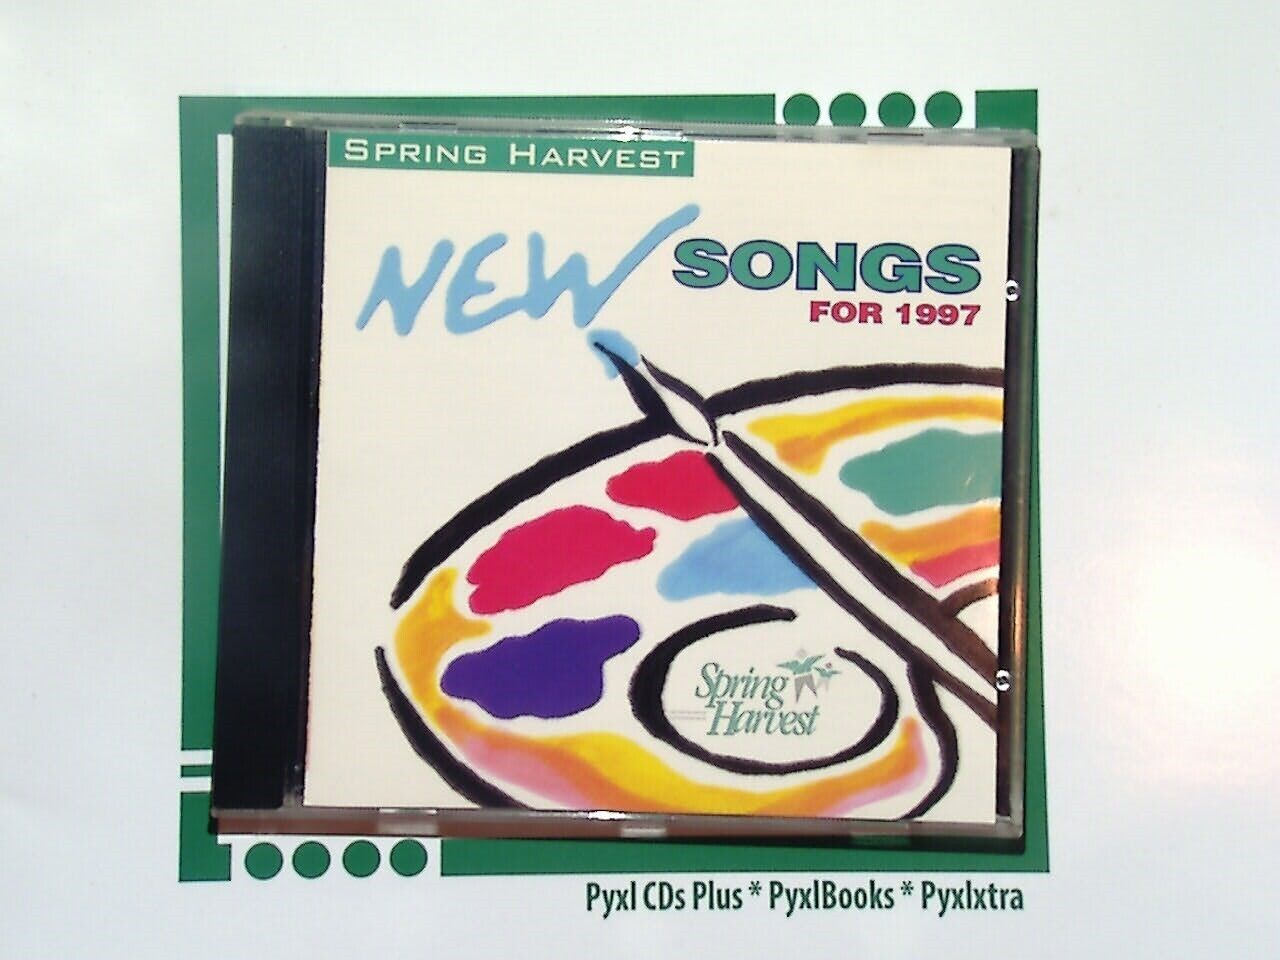 SPRING HARVEST
NEW SONGS
FOR 1997
Spring
Harvest
Pyxl CDs Plus * PyxlBooks * Pyxlxtra